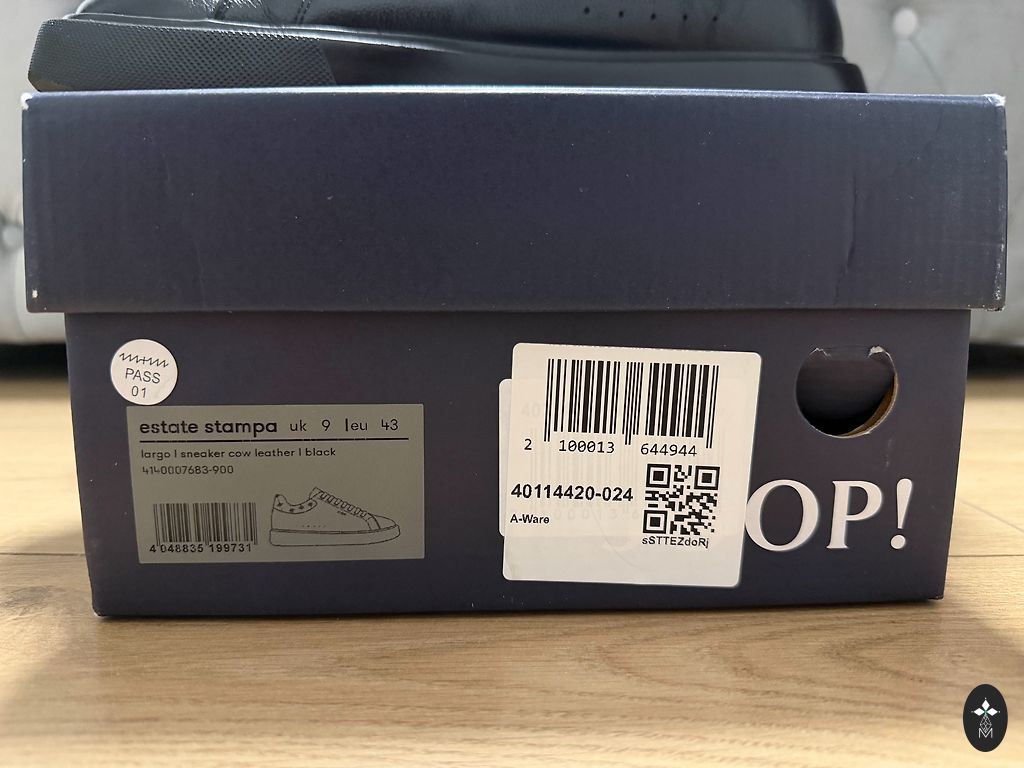 PASS
01
estate stampa uk 9 | eu 43
largo | sneaker cow leather | black
4140007683-900
4 048835 199731
2 100013 644944
40114420-024
A-Ware
sSTTEZdoRj
OP!